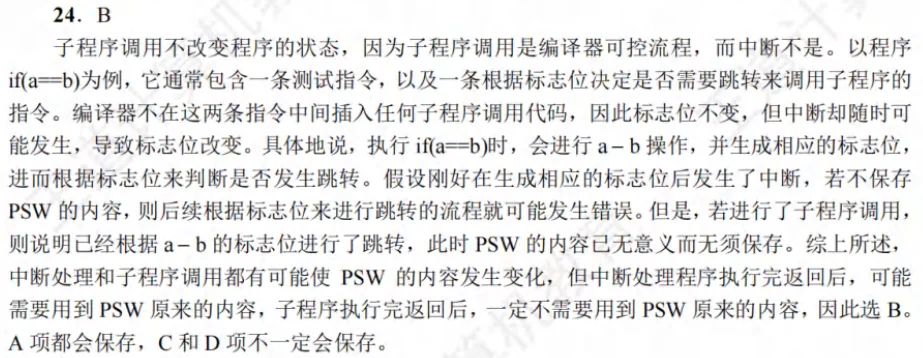 24．B
子程序调用不改变程序的状态，因为子程序调用是编译器可控流程，而中断不是。以程序
if(a==b)为例，它通常包含一条测试指令，以及一条根据标志位决定是否需要跳转来调用子程序的
指令。编译器不在这两条指令中间插入任何子程序调用代码，因此标志位不变，但中断却随时可
能发生，导致标志位改变。具体地说，执行 if(a==b)时，会进行 a – b 操作，并生成相应的标志位，
进而根据标志位来判断是否发生跳转。假设刚好在生成相应的标志位后发生了中断，若不保存
PSW 的内容，则后续根据标志位来进行跳转的流程就可能发生错误。但是，若进行了子程序调用，
则说明已经根据 a – b 的标志位进行了跳转，此时 PSW 的内容已无意义而无须保存。综上所述，
中断处理和子程序调用都有可能使 PSW 的内容发生变化，但中断处理程序执行完返回后，可能
需要用到 PSW 原来的内容，子程序执行完返回后，一定不需要用到 PSW 原来的内容，因此选 B。
A 项都会保存，C 和 D 项不一定会保存。